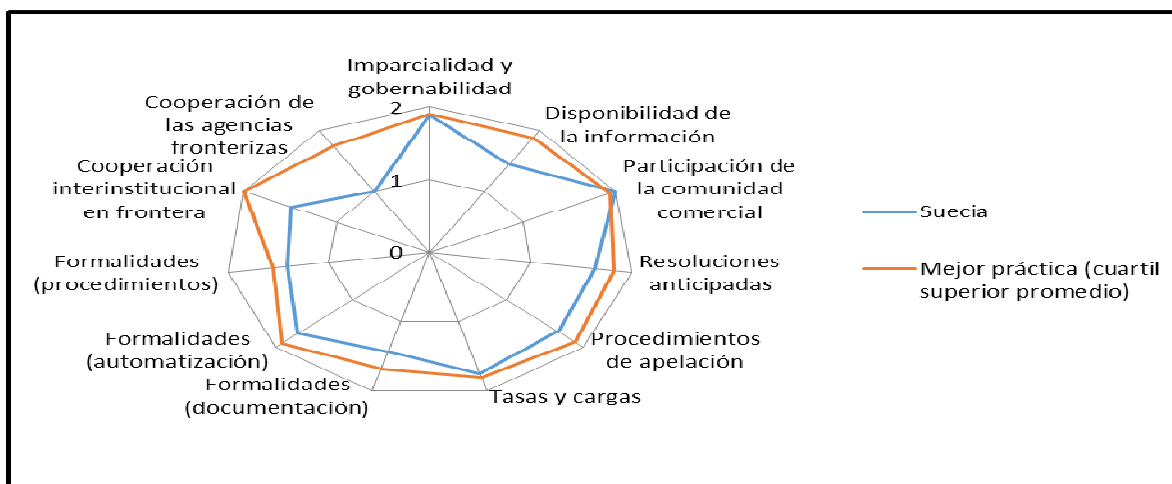 Imparcialidad y
gobernabilidad
Disponibilidad de
la información
Participación de
la comunidad
comercial
Resoluciones
anticipadas
Procedimientos
de apelación
Tasas y cargas
Formalidades
(documentación)
Formalidades
(automatización)
Formalidades
(procedimientos)
Cooperación
interinstitucional
en frontera
Cooperación de
las agencias
fronterizas
2
1
0
Suecia
Mejor práctica (cuartil
superior promedio)